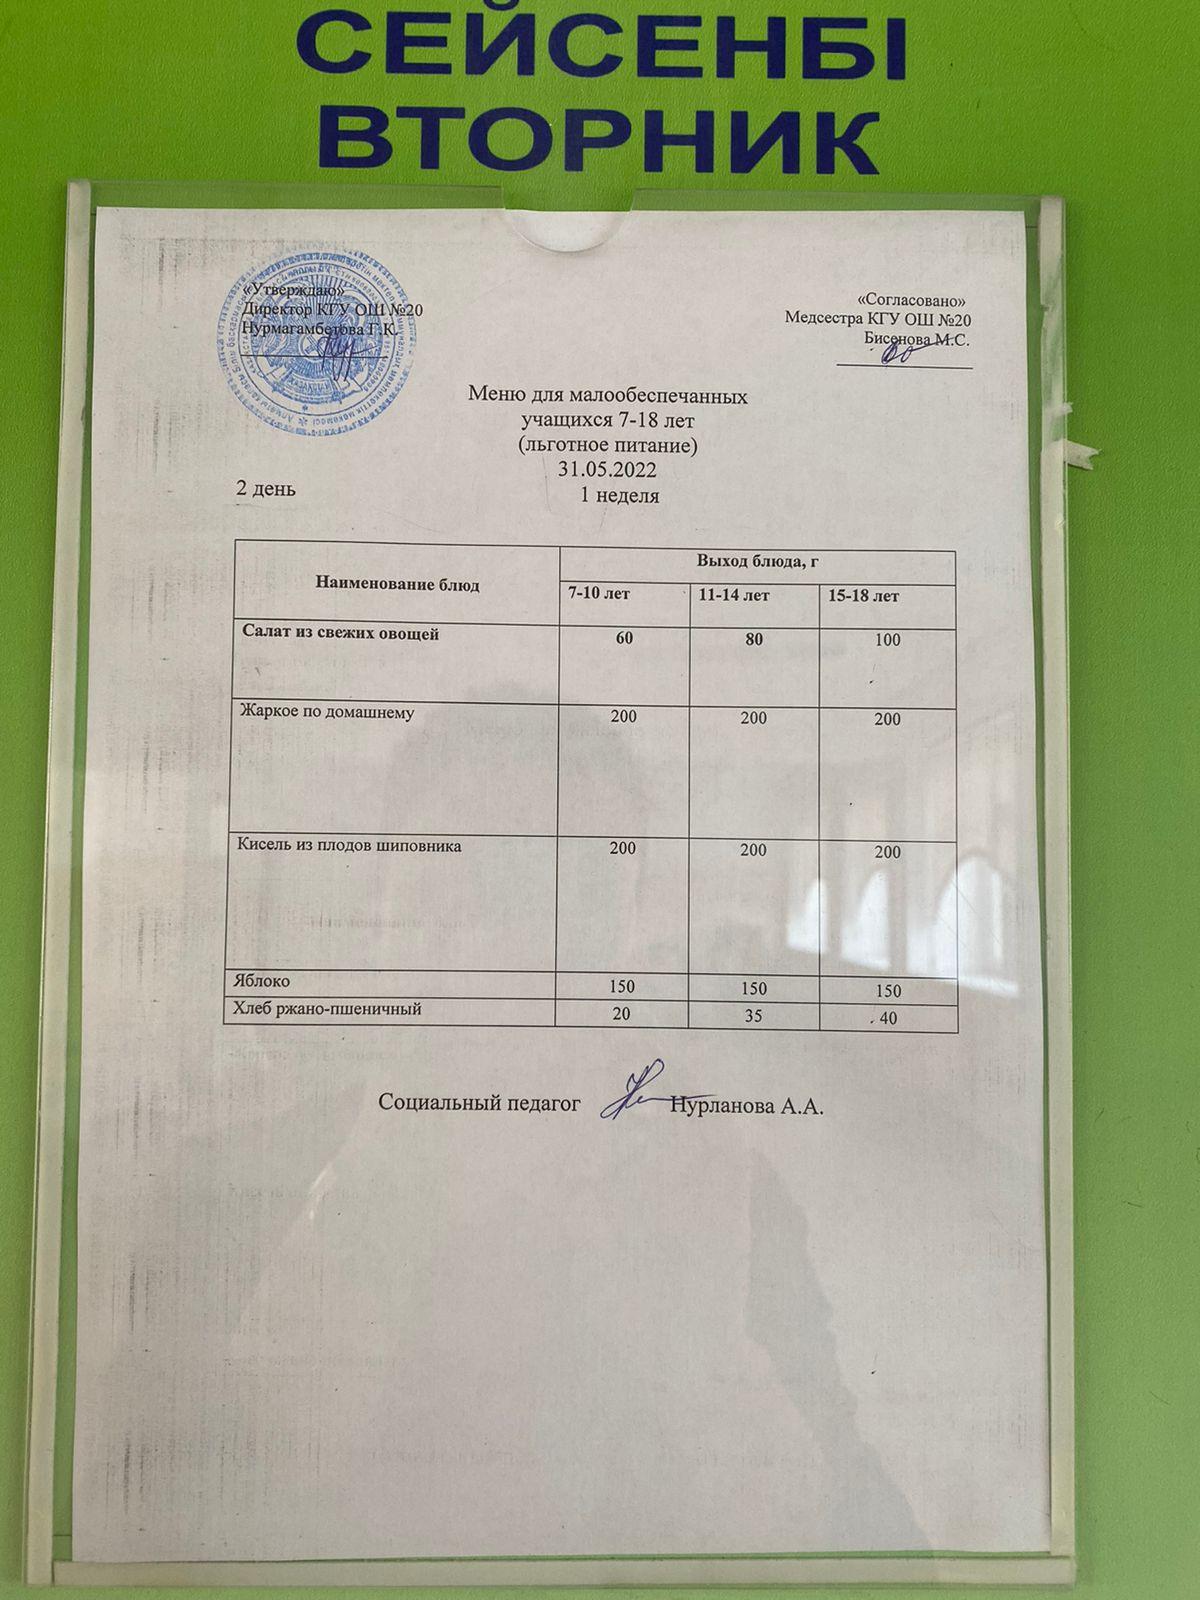 СЕЙСЕНБІ
ВТОРНИК
«Утверждаю»
Директор КГУ ОШ №20
Нурмагамбетова Г.К.
«Согласовано»
Медсестра КГУ ОШ №20
Бисенова М.С.
Меню для малообеспечанных
учащихся 7-18 лет
(льготное питание)
31.05.2022
2 день 1 неделя
Наименование блюд Выход блюда, г
7-10 лет 11-14 лет 15-18 лет
Салат из свежих овощей 60 80 100
Жаркое по домашнему 200 200 200
Кисель из плодов шиповника 200 200 200
Яблоко 150 150 150
Хлеб ржано-пшеничный 20 35 40
Социальный педагог Нурланова А.А.